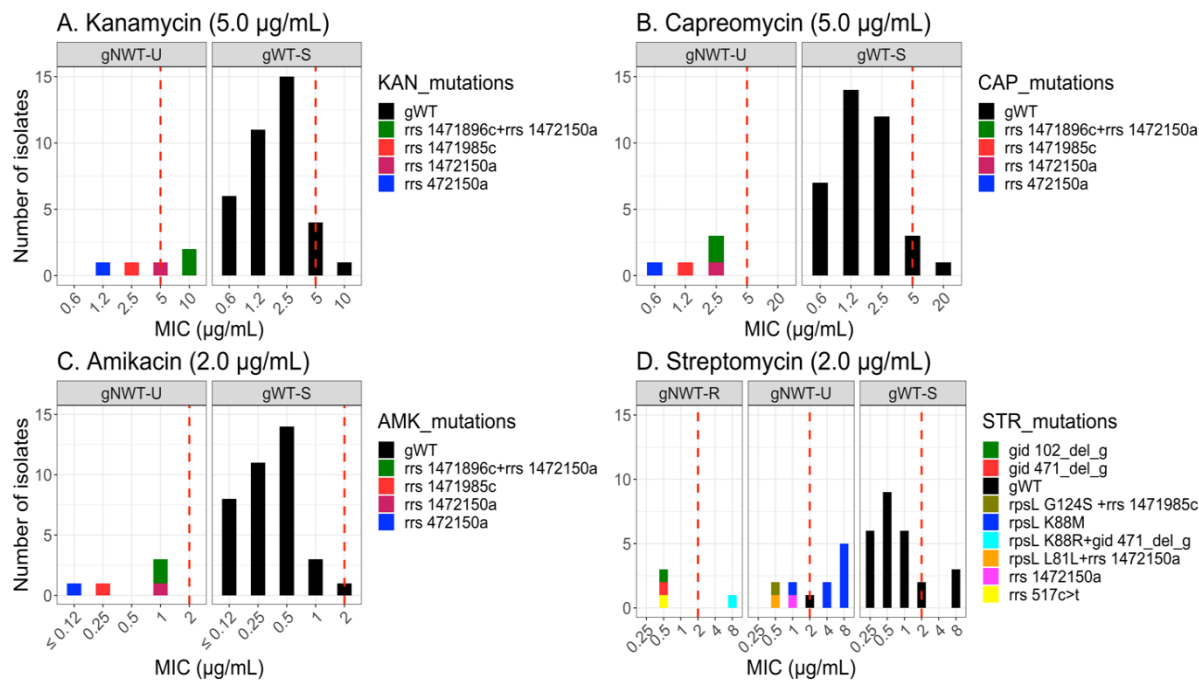 A. Kanamycin (5.0 µg/mL)
gNWT-U
gWT-S
Number of isolates
15
10
5
0
0.6
1.2
2.5
5
10
0.6
1.2
2.5
5
10
MIC (µg/mL)
KAN_mutations
gWT
rrs 1471896c+rrs 1472150a
rrs 1471985c
rrs 1472150a
rrs 472150a
B. Capreomycin (5.0 µg/mL)
gNWT-U
gWT-S
15
10
5
0
0.6
1.2
2.5
5
20
0.6
1.2
2.5
5
20
MIC (µg/mL)
CAP_mutations
gWT
rrs 1471896c+rrs 1472150a
rrs 1471985c
rrs 1472150a
rrs 472150a
C. Amikacin (2.0 µg/mL)
gNWT-U
gWT-S
Number of isolates
15
10
5
0
≤ 0.12
0.25
0.5
1
2
≤ 0.12
0.25
0.5
1
2
MIC (µg/mL)
AMK_mutations
gWT
rrs 1471896c+rrs 1472150a
rrs 1471985c
rrs 1472150a
rrs 472150a
D. Streptomycin (2.0 µg/mL)
gNWT-R
gNWT-U
gWT-S
15
10
5
0
0.25
0.5
1
2
4
8
0.25
0.5
1
2
4
8
0.25
0.5
1
2
4
8
MIC (µg/mL)
STR_mutations
gid 102_del_g
gid 471_del_g
gWT
rpsL G124S +rrs 1471985c
rpsL K88M
rpsL K88R+gid 471_del_g
rpsL L81L+rrs 1472150a
rrs 1472150a
rrs 517c>t